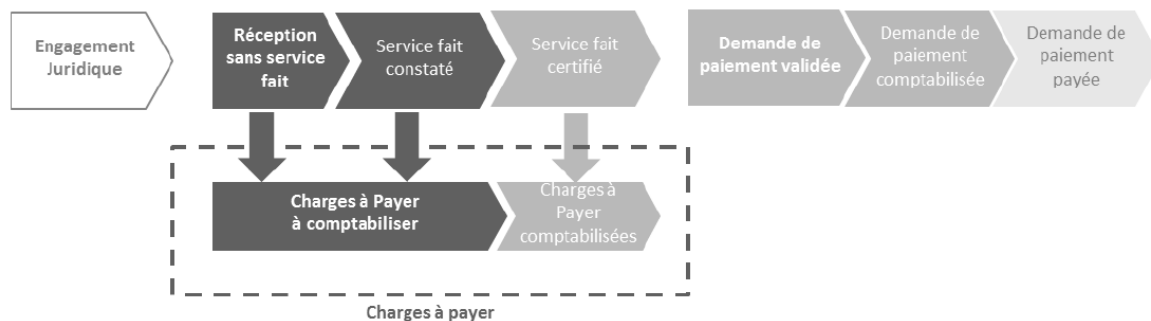 Engagement
Juridique
Réception
sans service
fait
Service fait
constaté
Service fait
certifié
Demande de
paiement validée
Demande de
paiement
comptabilisée
Demande de
paiement
payée
Charges à Payer
à comptabiliser
Charges à
Payer
comptabilisées
Charges à payer